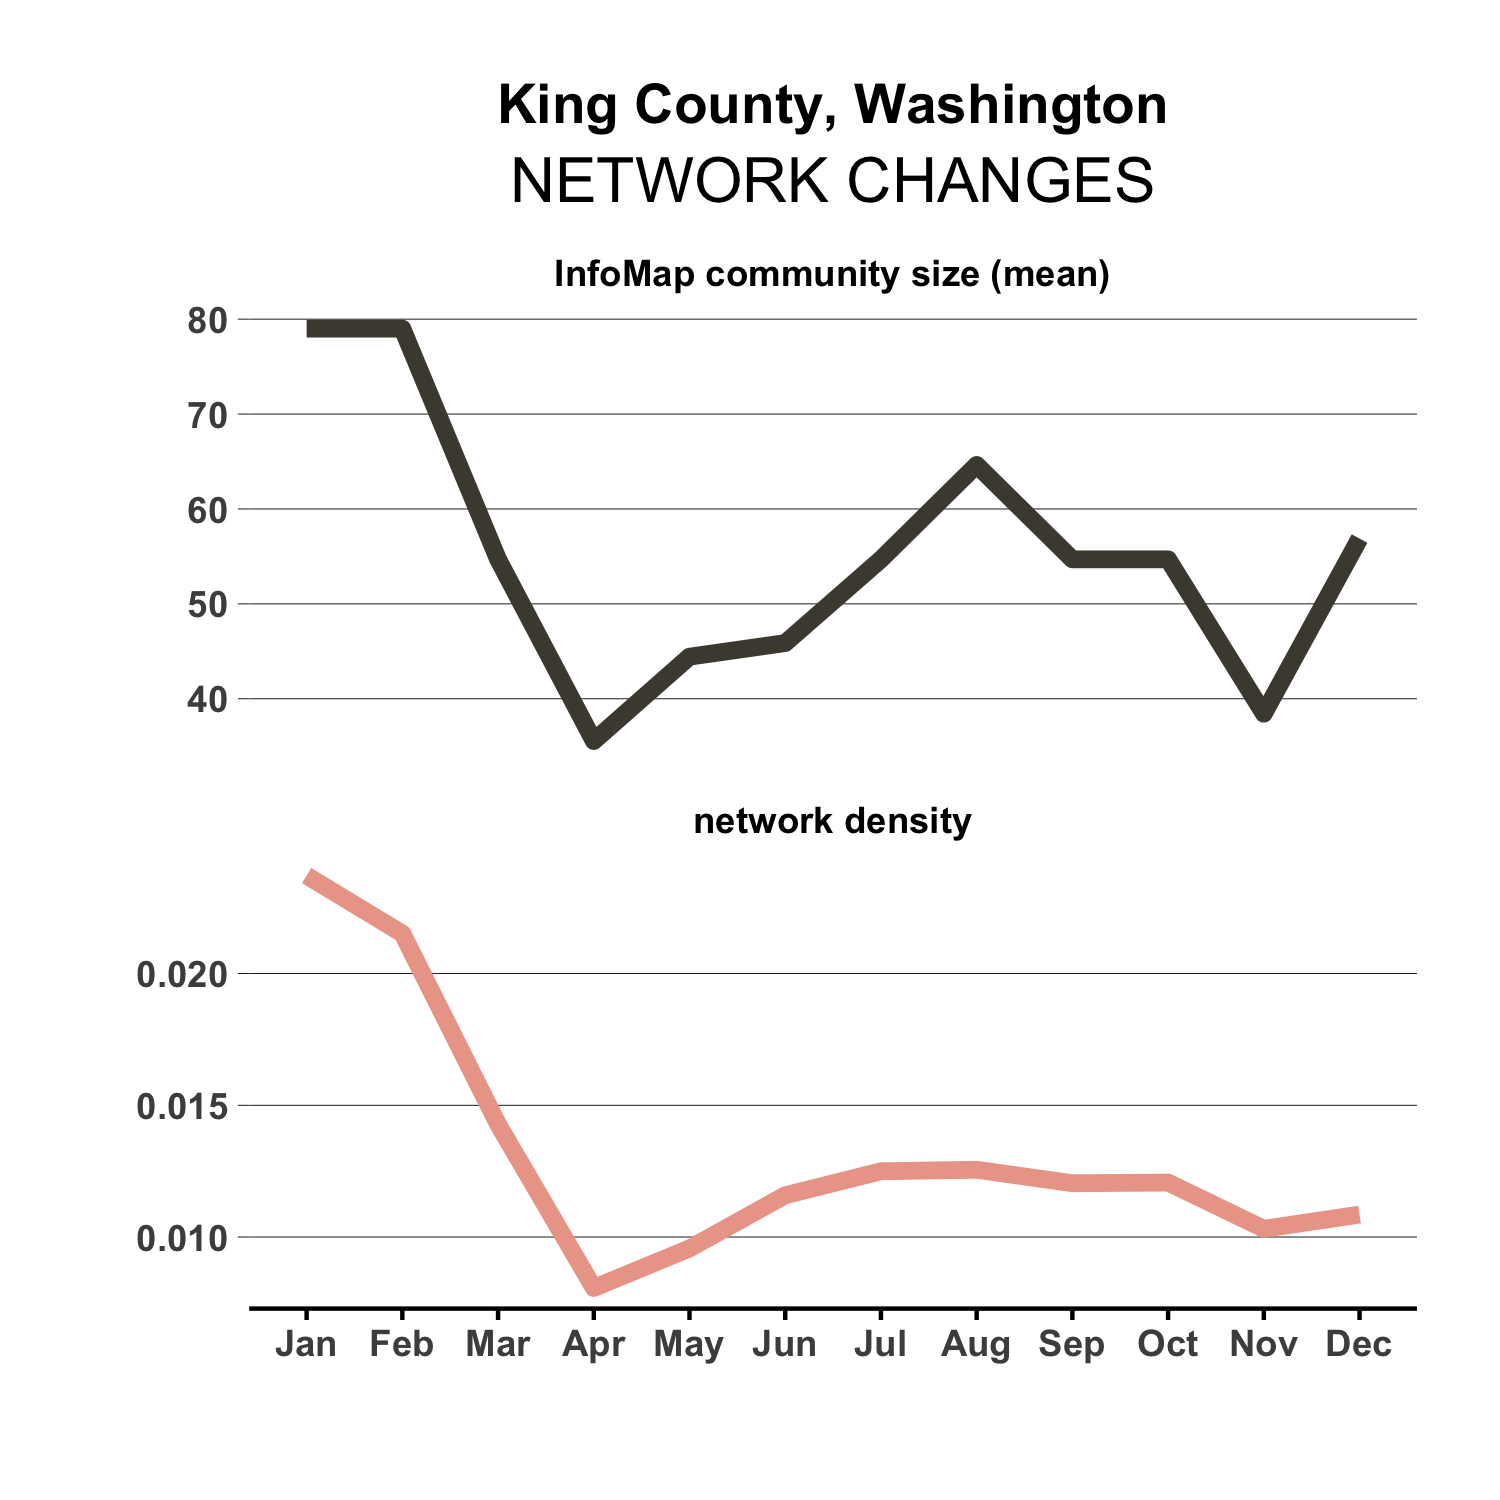 King County, Washington
NETWORK CHANGES
InfoMap community size (mean)
80
70
60
50
40
network density
0.020
0.015
0.010
Jan Feb Mar Apr May Jun Jul Aug Sep Oct Nov Dec